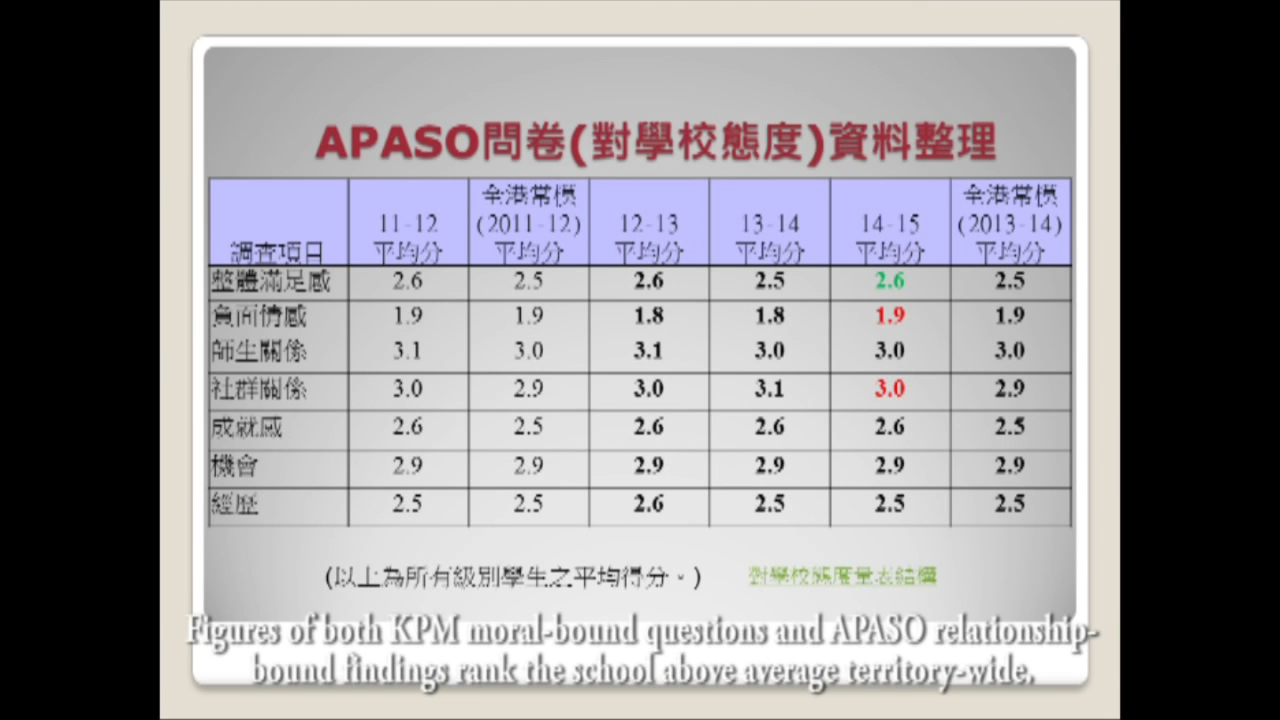 APASO問卷(對學校態度)資料整理
調查項目 11-12 平均分 全港常模 (2011-12) 平均分 12-13 平均分 13-14 平均分 14-15 平均分 全港常模 (2013-14) 平均分
整體滿足感 2.6 2.5 2.6 2.5 2.6 2.5
負面情感 1.9 1.9 1.8 1.8 1.9 1.9
師生關係 3.1 3.0 3.1 3.0 3.0 3.0
社群關係 3.0 2.9 3.0 3.1 3.0 2.9
成就感 2.6 2.5 2.6 2.6 2.6 2.5
機會 2.9 2.9 2.9 2.9 2.9 2.9
經歷 2.5 2.5 2.6 2.5 2.5 2.5
(以上為所有級別學生之平均得分。) 對學校態度量表結構
Figures of both KPM moral-bound questions and APASO relationship-
bound findings rank the school above average territory-wide.